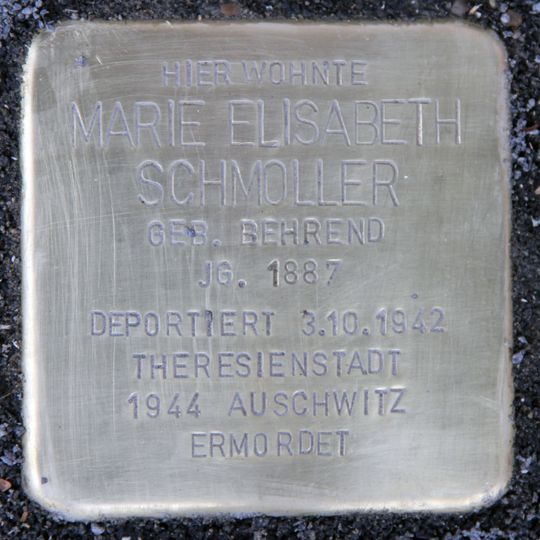 HIER WOHNTE
MARIE ELISABETH
SCHMOLLER
GEB. BEHREND
JG. 1887
DEPORTIERT 3.10.1942
THERESIENSTADT
1944 AUSCHWITZ
ERMORDET